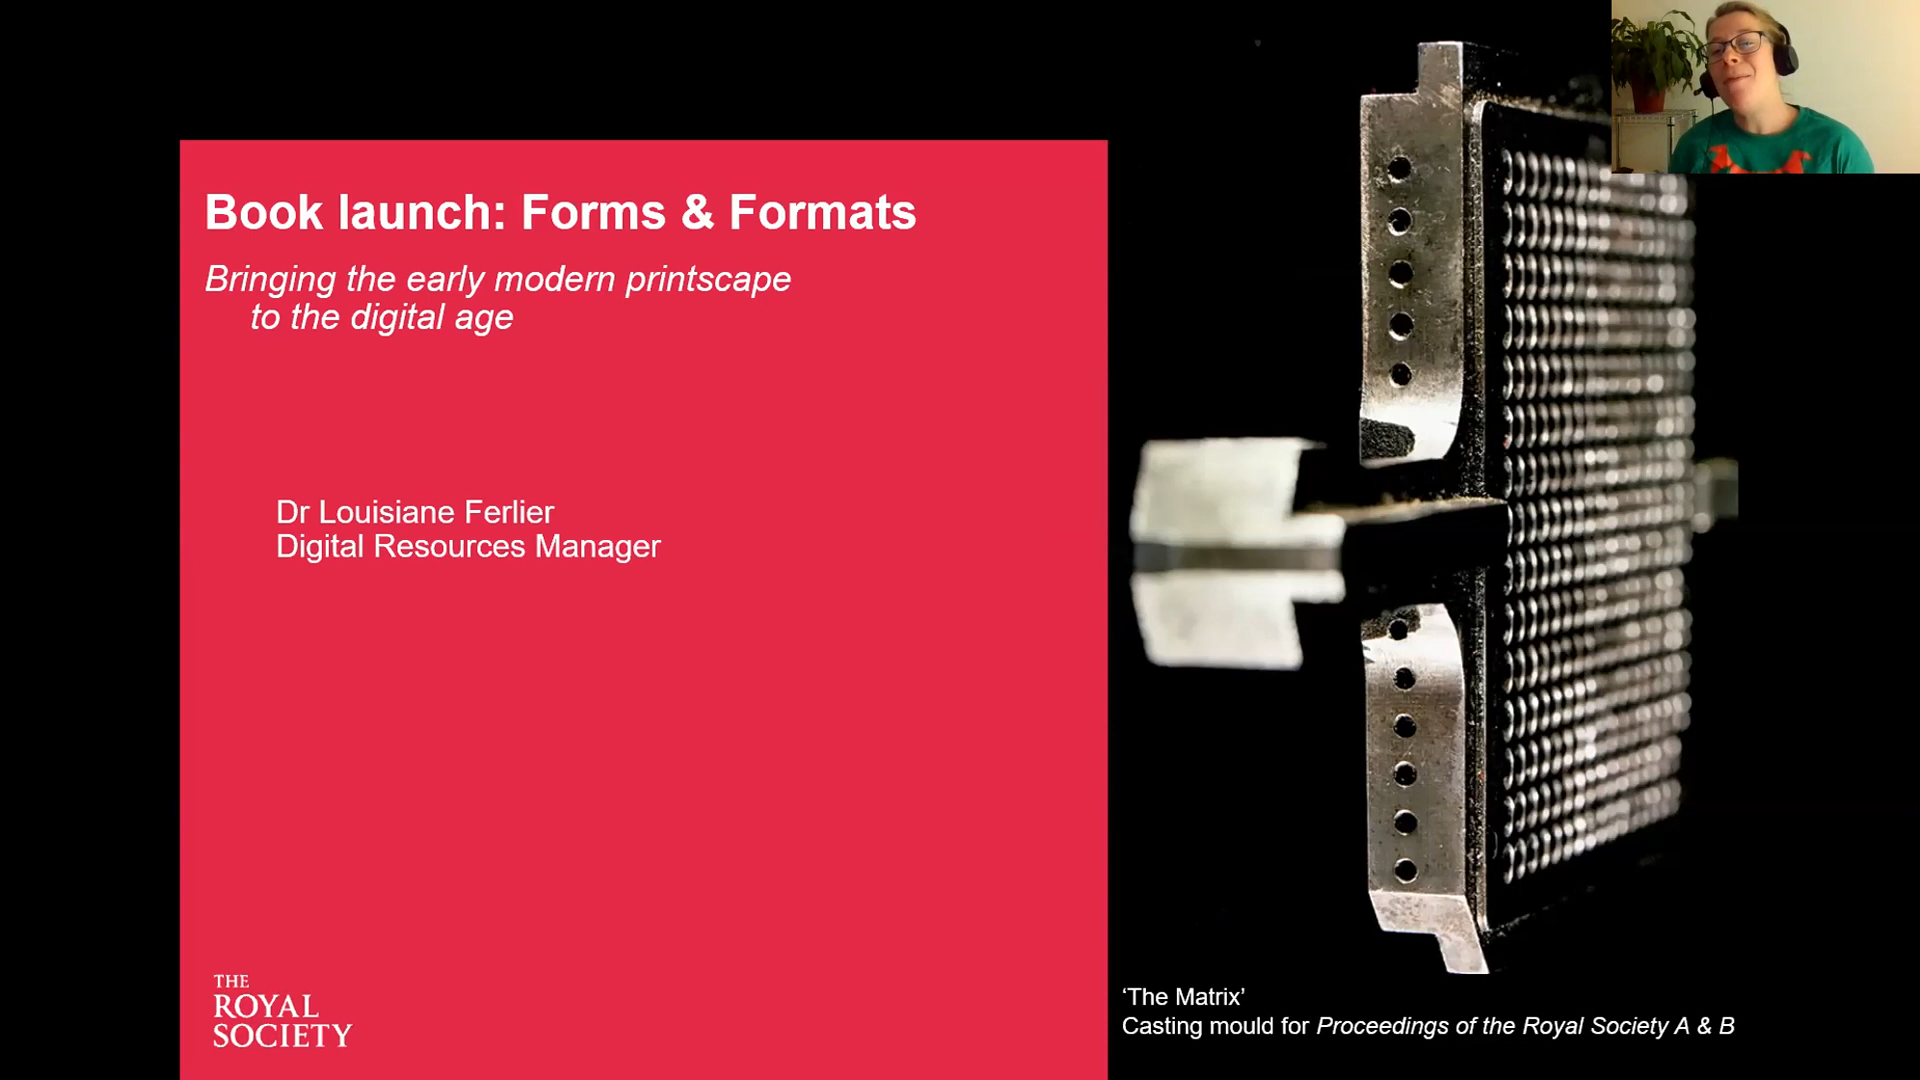 Book launch: Forms & Formats
Bringing the early modern printscape
to the digital age
Dr Louisiane Ferlier
Digital Resources Manager
THE
ROYAL
SOCIETY
‘The Matrix’
Casting mould for Proceedings of the Royal Society A & B